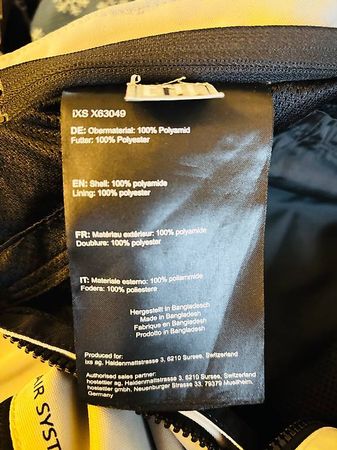 iXS X63049
DE: Obermaterial: 100% Polyamid
Futter: 100% Polyester
EN: Shell: 100% polyamide
Lining: 100% polyester
FR: Matériau extérieur: 100% polyamide
Doublure: 100% polyester
IT: Materiale esterno: 100% poliammide
Fodera: 100% poliestere
Hergestellt in Bangladesch
Made in Bangladesh
Fabriqué en Bangladesh
Prodotto in Bangladesh
Produced for:
ixs ag, Haldenmattstrasse 3, 6210 Sursee, Switzerland
Authorised sales partner:
hostettler ag, Haldenmattstrasse 3, 6210 Sursee, Switzerland
hostettler gmbh, Neuenburger Strasse 33, 79379 Muellheim,
Germany
AIR SYST